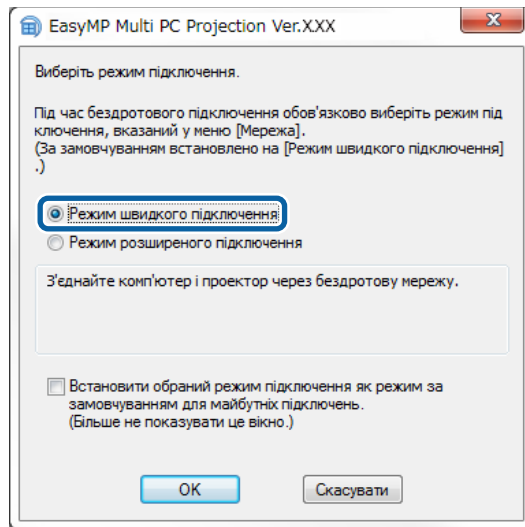 EasyMP Multi PC Projection Ver.XXX
Виберіть режим підключення.
Під час бездротового підключення обов'язково виберіть режим під
ключення, вказаний у меню [Мережа].
(За замовчуванням встановлено на [Режим швидкого підключення]
.)
Режим швидкого підключення
Режим розширеного підключення
З'єднайте комп'ютер і проектор через бездротову мережу.
Встановити обраний режим підключення як режим за
замовчуванням для майбутніх підключень.
(Більше не показувати це вікно.)
OK
Скасувати